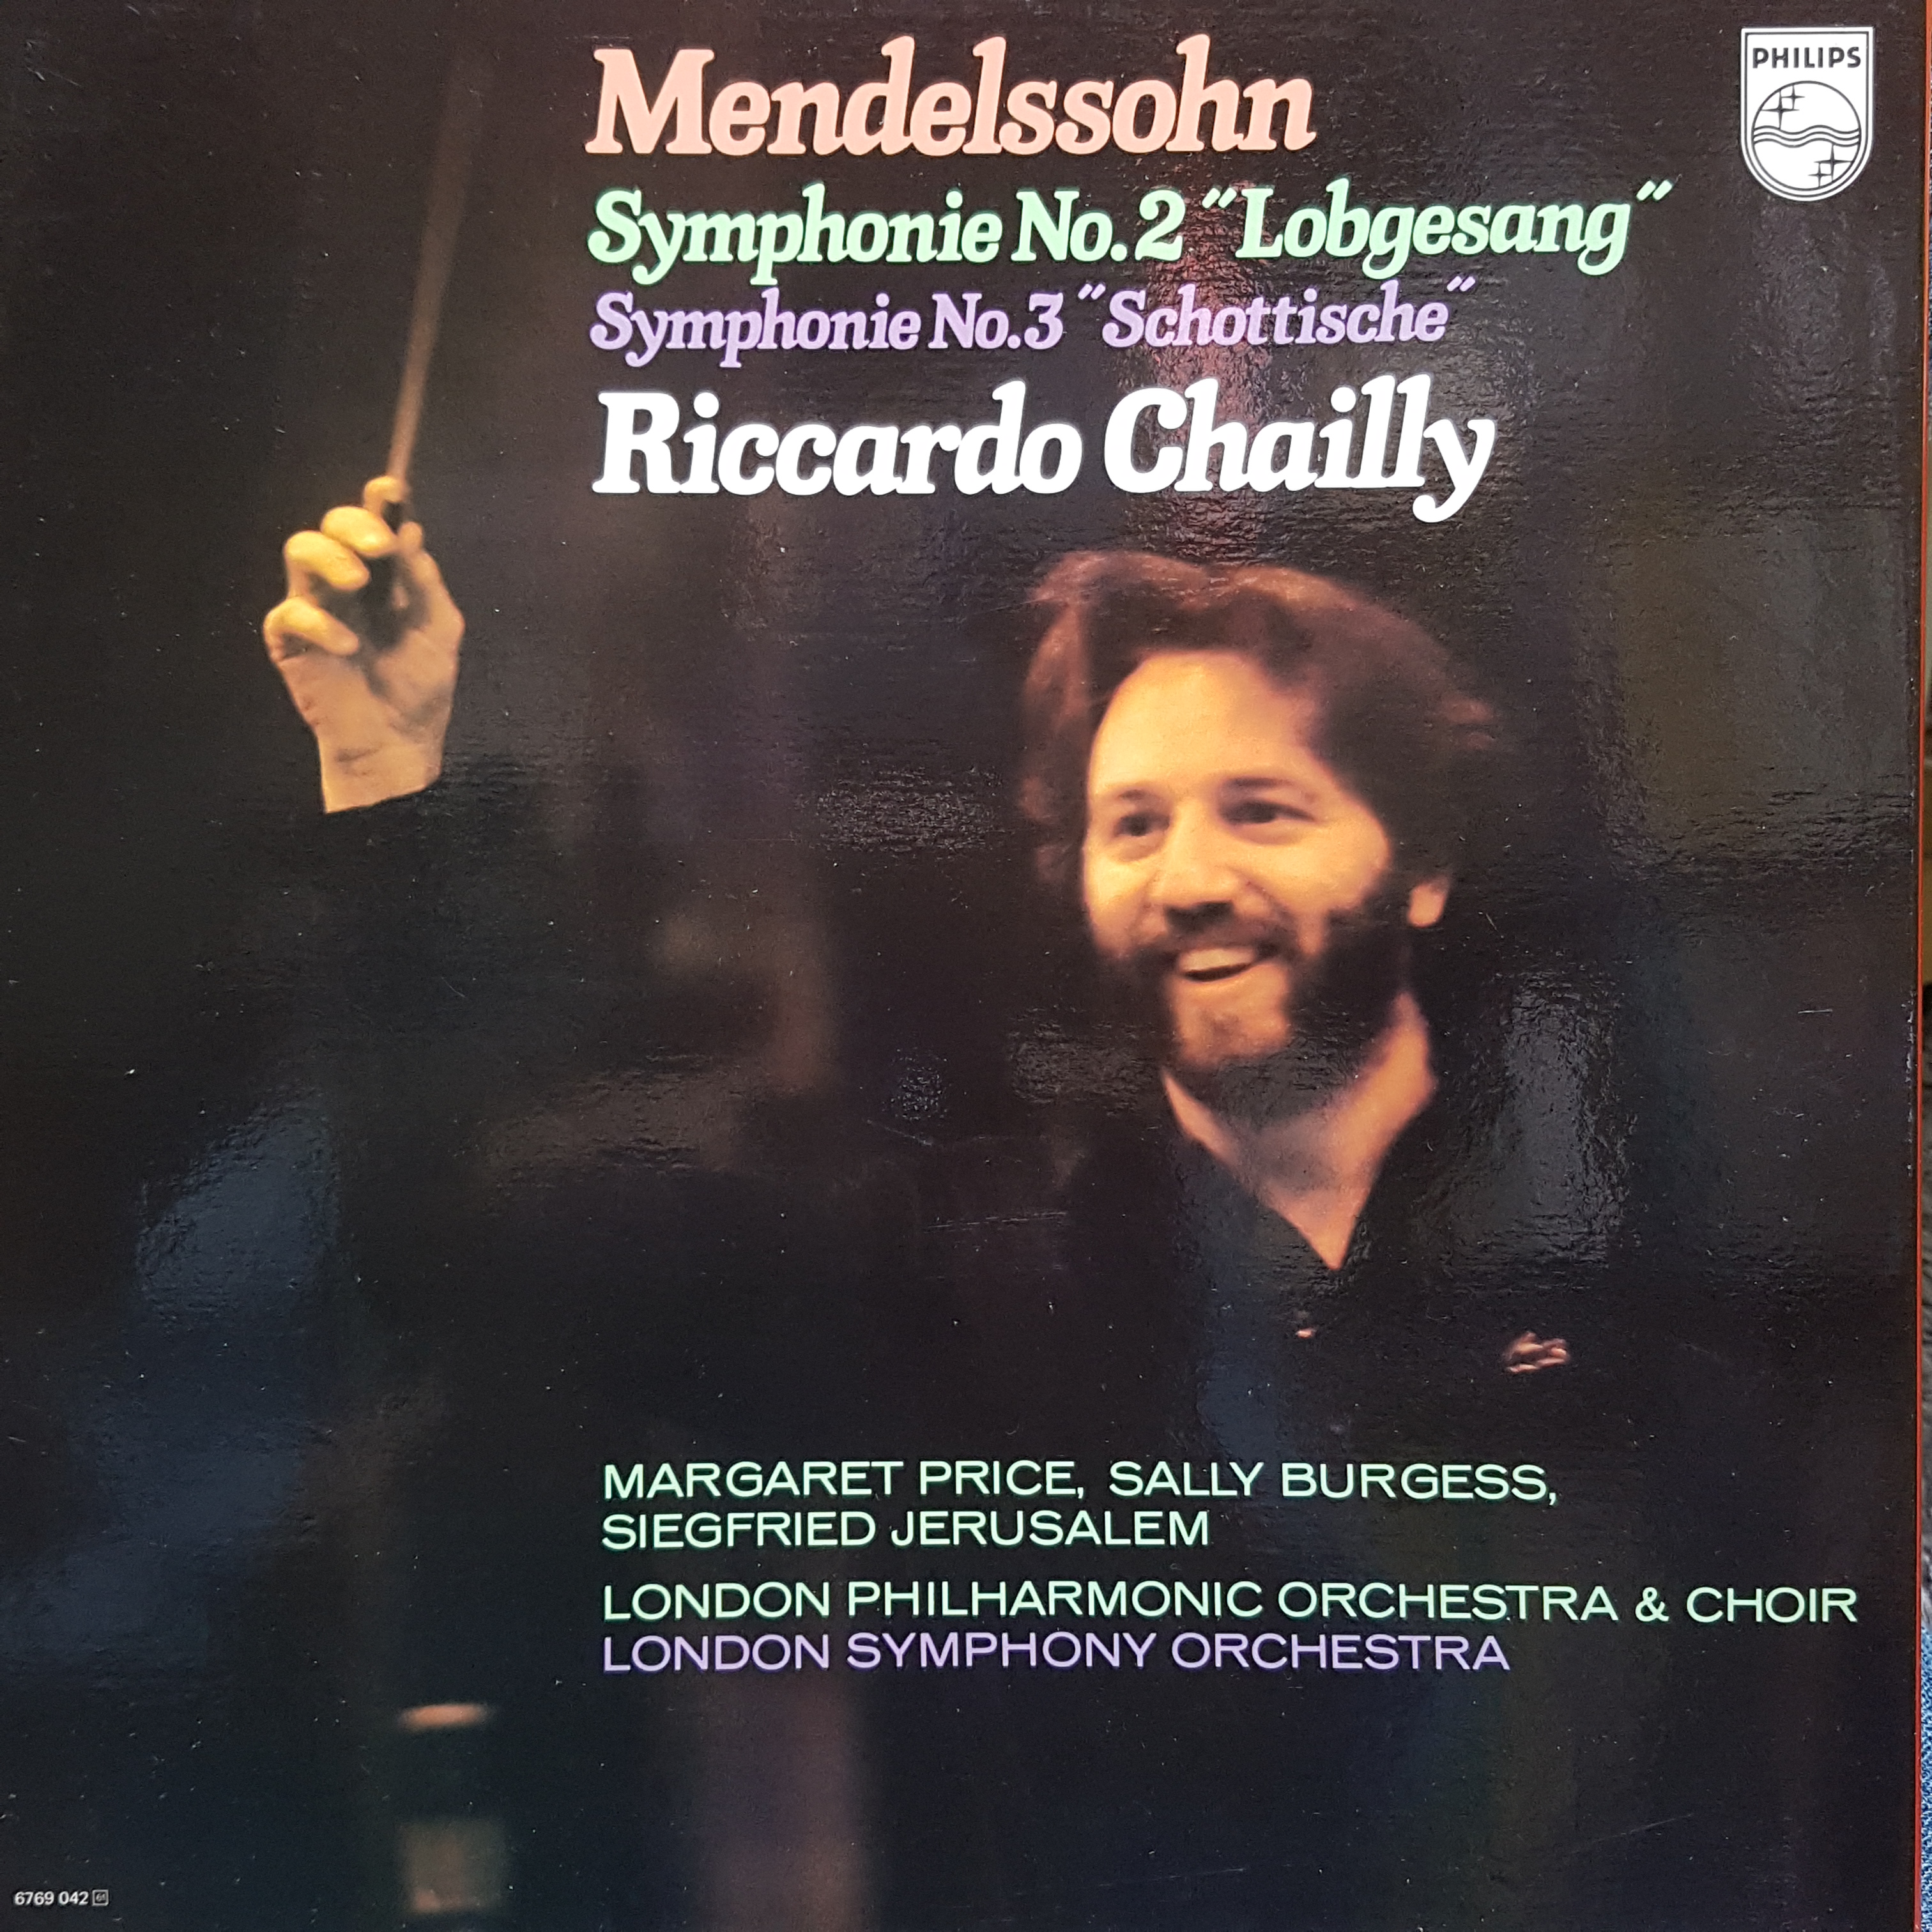 PHILIPS
Mendelssohn
Symphonie No.2 "Lobgesang"
Symphonie No.3 "Schottische"
Riccardo Chailly
MARGARET PRICE, SALLY BURGESS,
SIEGFRIED JERUSALEM
LONDON PHILHARMONIC ORCHESTRA & CHOIR
LONDON SYMPHONY ORCHESTRA
6769 042